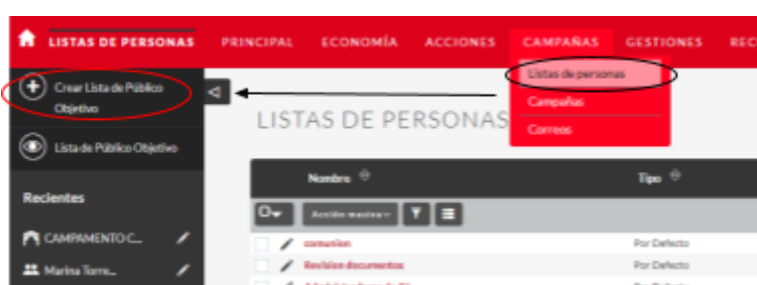 LISTAS DE PERSONAS PRINCIPAL ECONOMÍA ACCIONES CAMPAÑAS GESTIONES REC
Listas de personas
Campañas
Correos
Crear Lista de Público
Objetivo
Lista de Público Objetivo
Recientes
CAMPAMENTO C...
Marina Torre...
LISTAS DE PERSONAS
Nombre Tipo
Acción masiva
comunion Por Defecto
Revision documentos Por Defecto